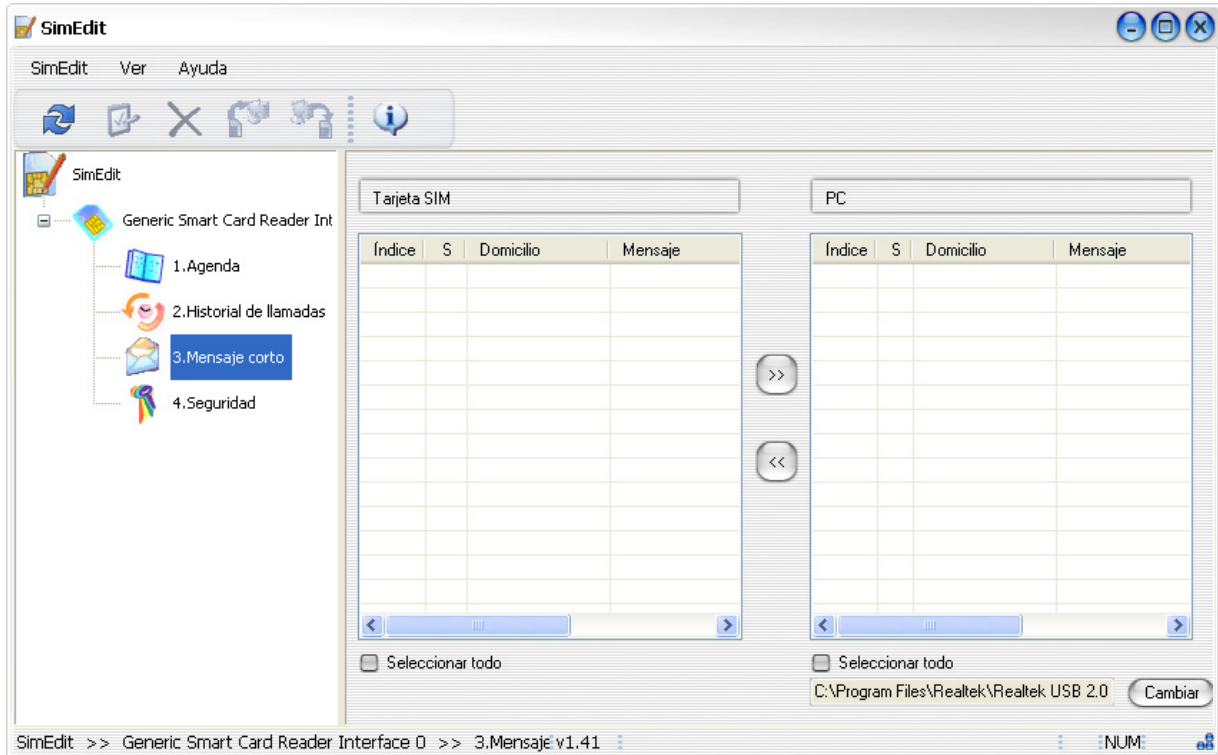 SimEdit
SimEdit Ver Ayuda
SimEdit
Generic Smart Card Reader Int
1.Agenda
2.Historial de llamadas
3.Mensaje corto
4.Seguridad
Tarjeta SIM
Índice S Domicilio Mensaje
>>
<<
Seleccionar todo
PC
Índice S Domicilio Mensaje
Seleccionar todo
C:\Program Files\Realtek\Realtek USB 2.0 Cambiar
SimEdit >> Generic Smart Card Reader Interface 0 >> 3.Mensaje v1.41 NUM